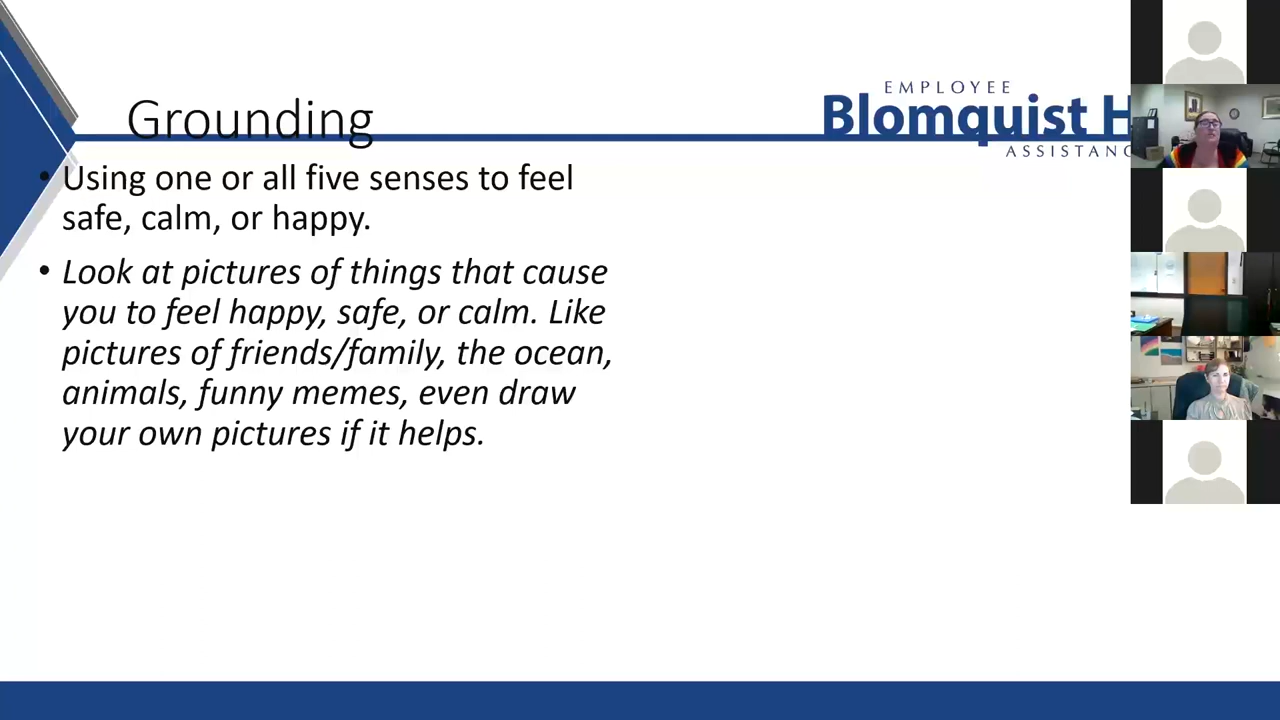 Grounding
EMPLOYEE
Blomquist H
ASSISTANC
• Using one or all five senses to feel
safe, calm, or happy.
• Look at pictures of things that cause
you to feel happy, safe, or calm. Like
pictures of friends/family, the ocean,
animals, funny memes, even draw
your own pictures if it helps.